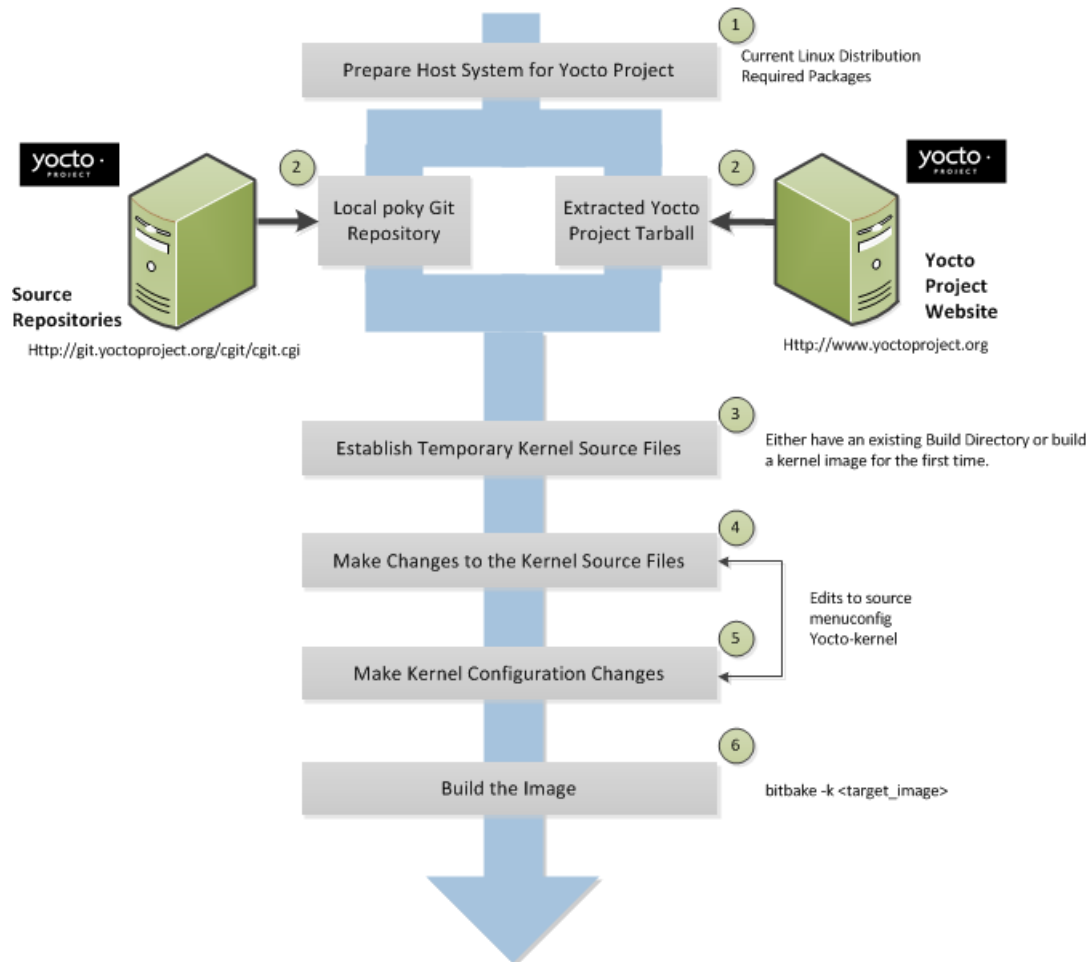 1
Prepare Host System for Yocto Project
Current Linux Distribution
Required Packages
yocto ·
PROJECT
2
Local poky Git
Repository
Source
Repositories
Http://git.yoctoproject.org/cgit/cgit.cgi
2
Extracted Yocto
Project Tarball
yocto ·
PROJECT
Yocto
Project
Website
Http://www.yoctoproject.org
3
Establish Temporary Kernel Source Files
Either have an existing Build Directory or build
a kernel image for the first time.
4
Make Changes to the Kernel Source Files
Edits to source
menuconfig
Yocto-kernel
5
Make Kernel Configuration Changes
6
Build the Image
bitbake -k <target_image>